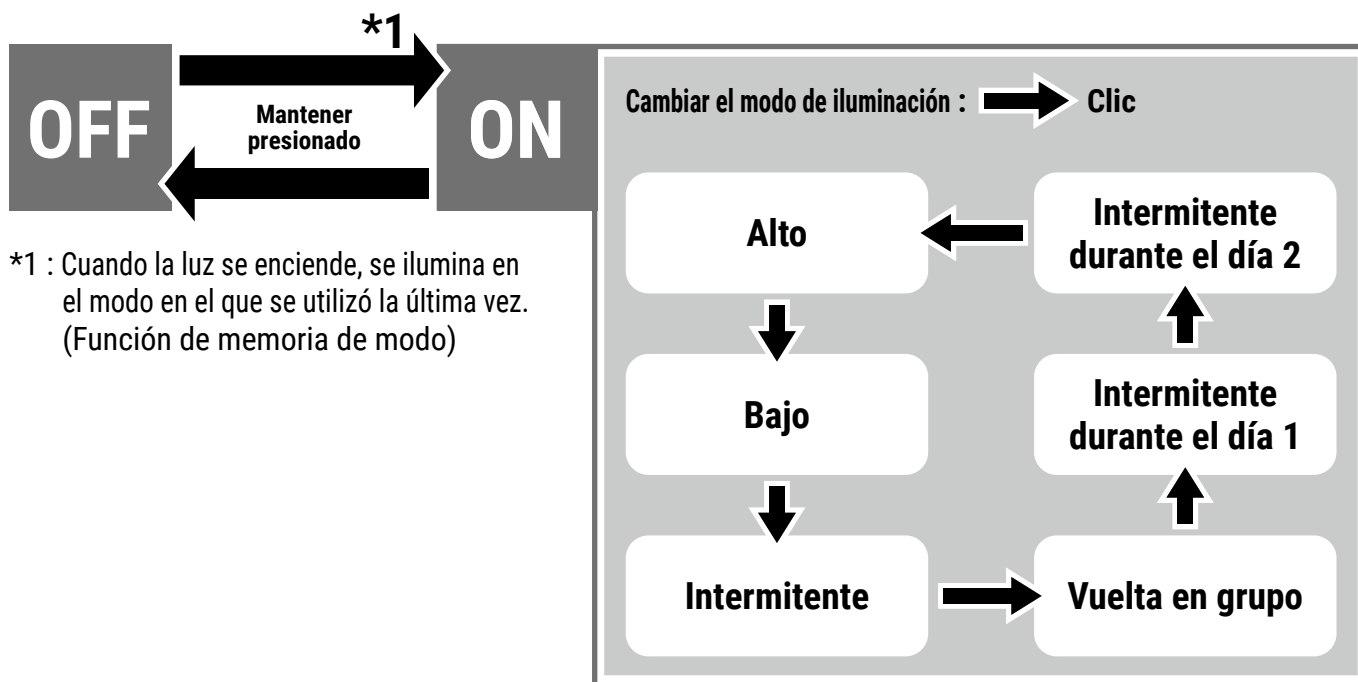 *1
OFF
Mantener
presionado
ON
*1 : Cuando la luz se enciende, se ilumina en
el modo en el que se utilizó la última vez.
(Función de memoria de modo)
Cambiar el modo de iluminación : Clic
Alto
Bajo
Intermitente
Vuelta en grupo
Intermitente
durante el día 1
Intermitente
durante el día 2